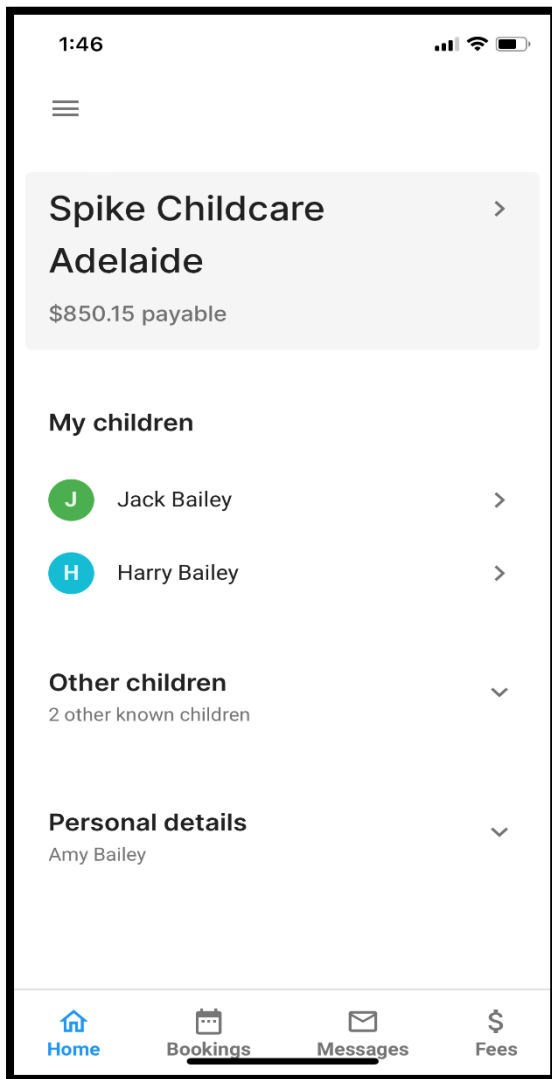 1:46
Spike Childcare
Adelaide
$850.15 payable
My children
J Jack Bailey
H Harry Bailey
Other children
2 other known children
Personal details
Amy Bailey
$
Home Bookings Messages Fees